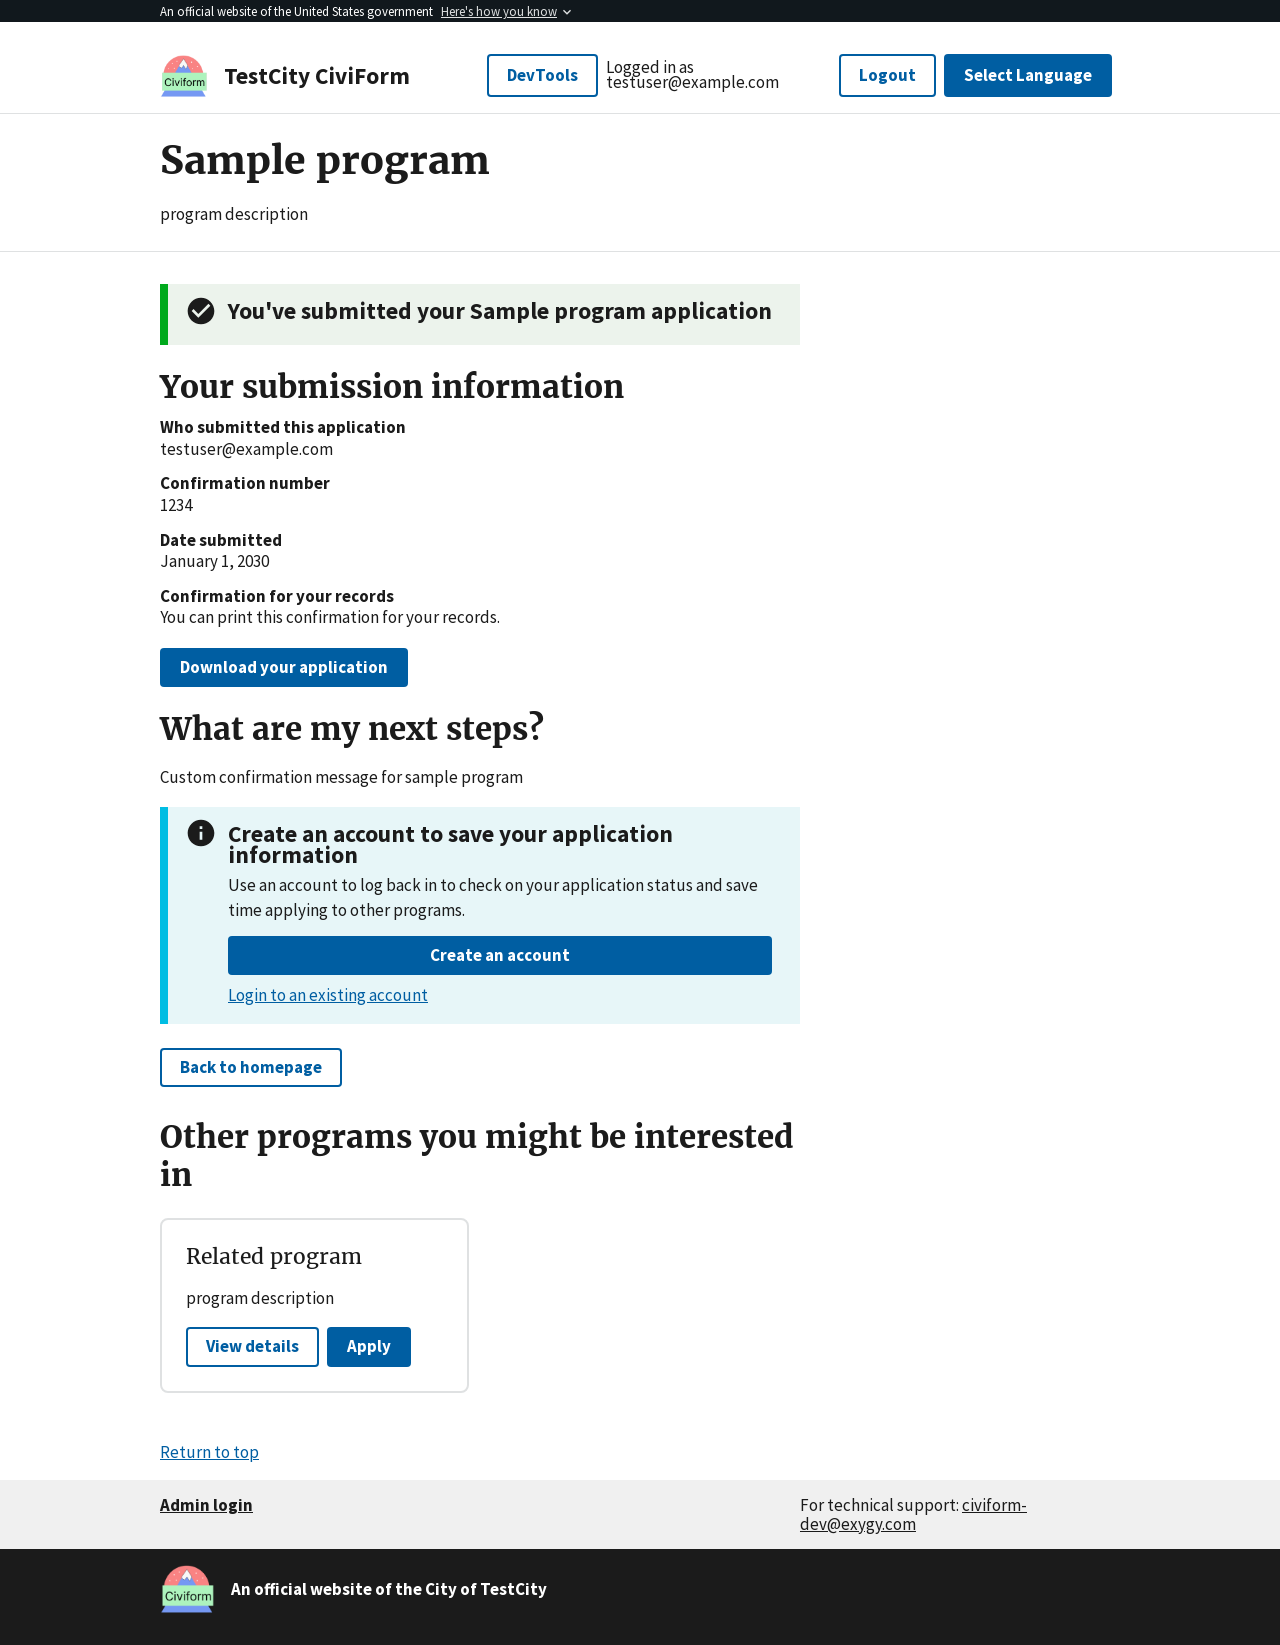 An official website of the United States government Here's how you know
Civiform
TestCity CiviForm
DevTools
Logged in as
testuser@example.com
Logout
Select Language
Sample program
program description
You've submitted your Sample program application
Your submission information
Who submitted this application
testuser@example.com
Confirmation number
1234
Date submitted
January 1, 2030
Confirmation for your records
You can print this confirmation for your records.
Download your application
What are my next steps?
Custom confirmation message for sample program
Create an account to save your application
information
Use an account to log back in to check on your application status and save
time applying to other programs.
Create an account
Login to an existing account
Back to homepage
Other programs you might be interested
in
Related program
program description
View details
Apply
Return to top
Admin login
For technical support: civiform-
dev@exygy.com
Civiform
An official website of the City of TestCity